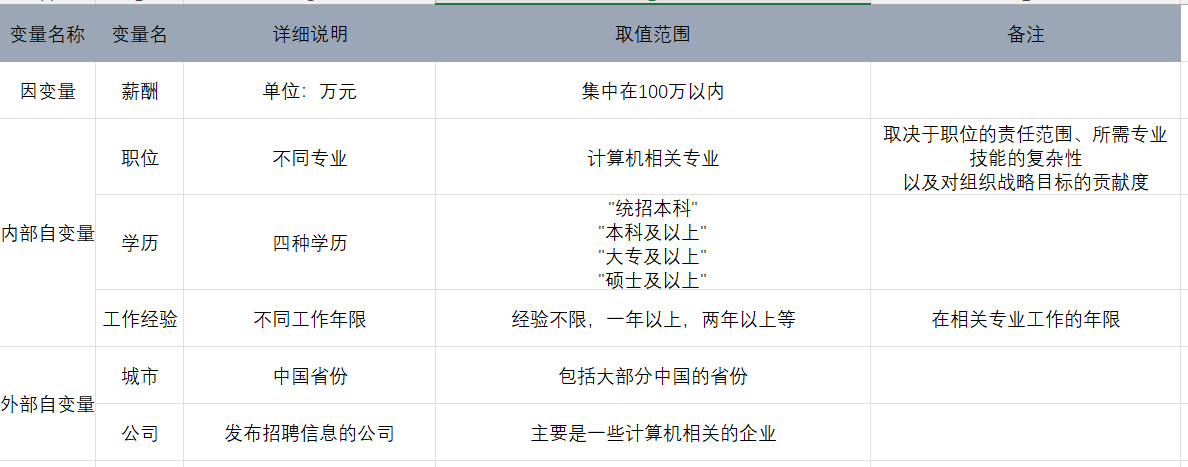 变量名称 变量名 详细说明 取值范围 备注
因变量 薪酬 单位：万元 集中在100万以内
内部自变量
职位 不同专业 计算机相关专业
取决于职位的责任范围、所需专业
技能的复杂性
以及对组织战略目标的贡献度
学历 四种学历
"统招本科"
"本科及以上"
"大专及以上"
"硕士及以上"
工作经验 不同工作年限 经验不限，一年以上，两年以上等 在相关专业工作的年限
外部自变量
城市 中国省份 包括大部分中国的省份
公司 发布招聘信息的公司 主要是一些计算机相关的企业